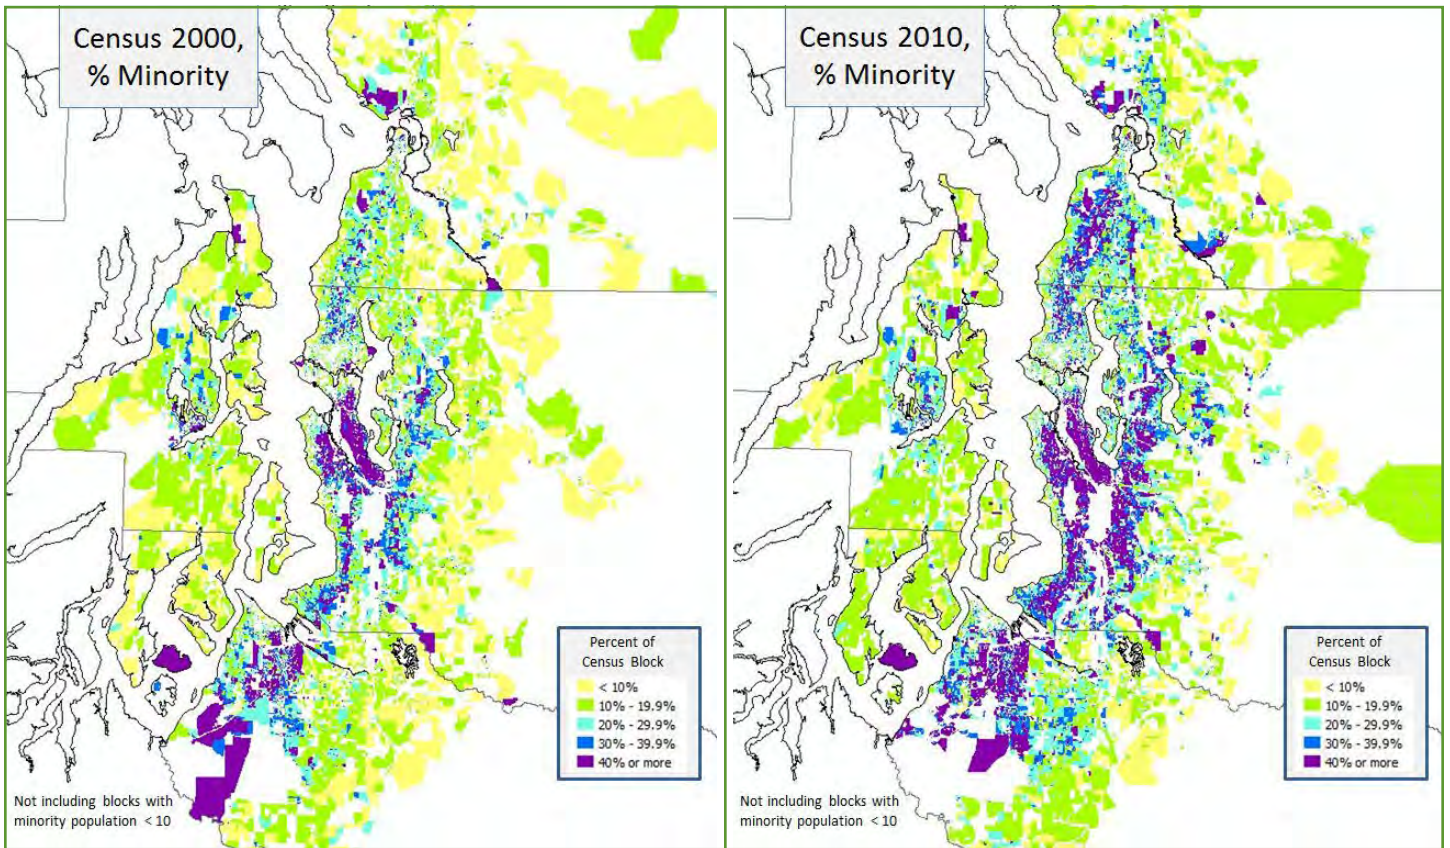 Census 2000,
% Minority
Percent of
Census Block
< 10%
10% - 19.9%
20% - 29.9%
30% - 39.9%
40% or more
Not including blocks with
minority population < 10
Census 2010,
% Minority
Percent of
Census Block
< 10%
10% - 19.9%
20% - 29.9%
30% - 39.9%
40% or more
Not including blocks with
minority population < 10